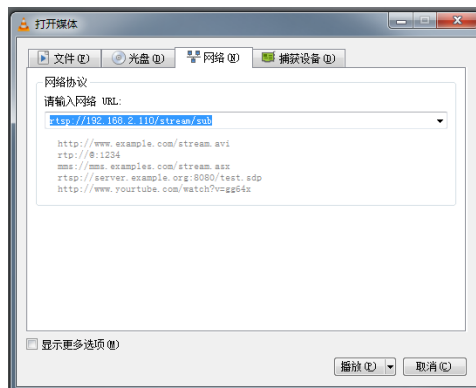 打开媒体
文件(F)
光盘(D)
网络(N)
捕获设备(D)
网络协议
请输入网络 URL:
rtsp://192.168.2.110/stream/sub
http://www.example.com/stream.avi
rtp://@:1234
mms://mms.examples.com/stream.asx
rtsp://server.example.org:8080/test.sdp
http://www.yourtube.com/watch?v=gg64x
显示更多选项(M)
播放(P)
取消(C)